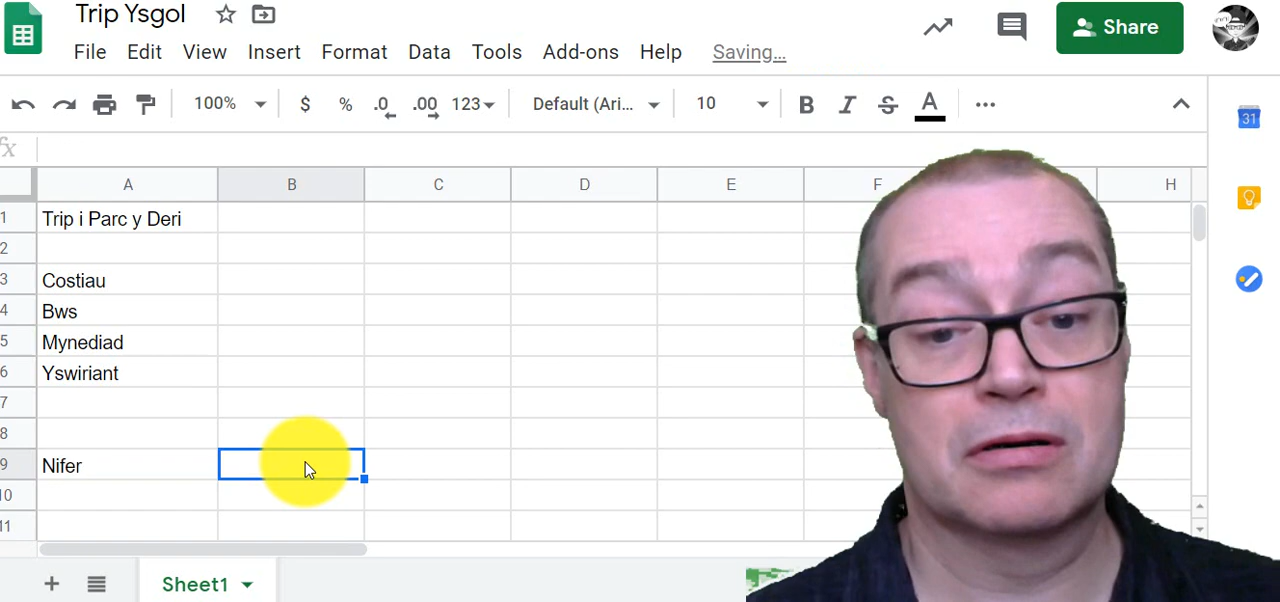 Trip Ysgol
File Edit View Insert Format Data Tools Add-ons Help Saving...
Share
100% $ % .0 .00 123 Default (Ari... 10 B I S A
31
fx
A B C D E F H
1 Trip i Parc y Deri
2
3 Costiau
4 Bws
5 Mynediad
6 Yswiriant
7
8
9 Nifer
10
11
Sheet1